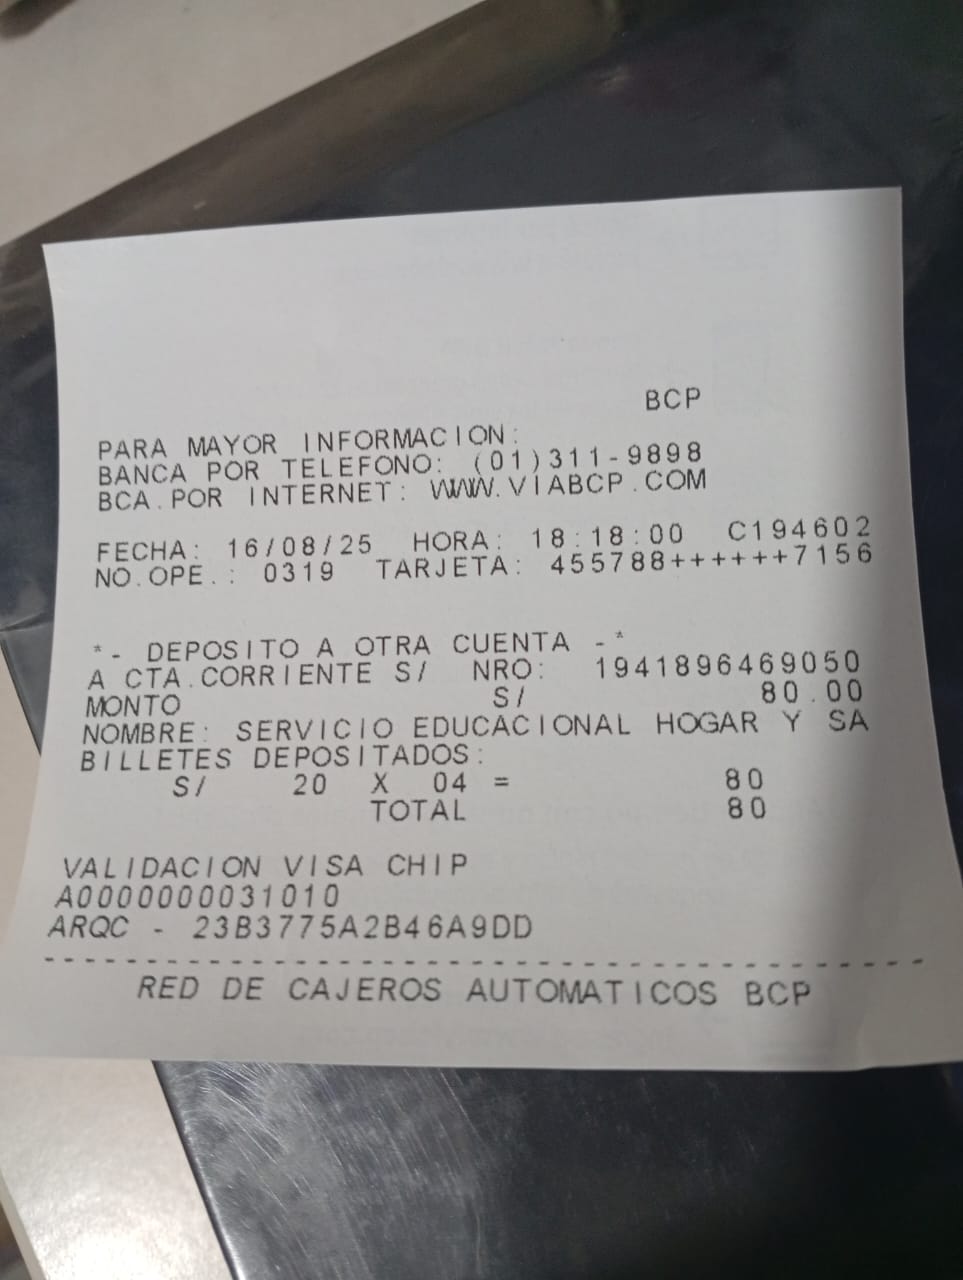 BCP
PARA MAYOR INFORMACION:
BANCA POR TELEFONO: (01)311-9898
BCA.POR INTERNET: WWW.VIABCP.COM
FECHA: 16/08/25 HORA: 18:18:00 C194602
NO.OPE.: 0319 TARJETA: 455788++++++7156
*- DEPOSITO A OTRA CUENTA -*
A CTA.CORRIENTE S/ NRO: 1941896469050
MONTO S/ 80.00
NOMBRE: SERVICIO EDUCACIONAL HOGAR Y SA
BILLETES DEPOSITADOS:
S/ 20 X 04 = 80
TOTAL 80
VALIDACION VISA CHIP
A0000000031010
ARQC - 23B3775A2B46A9DD
RED DE CAJEROS AUTOMATICOS BCP